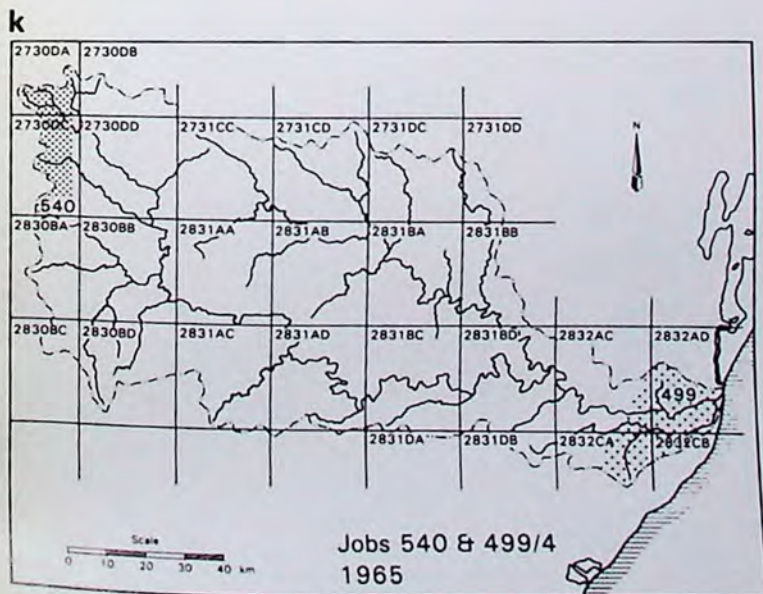 k
2730DA 2730DB
N
2730DC 2730DD 2731CC 2731CD 2731DC 2731DD
540
2830BA 2830BB 2831AA 2831AB 2831BA 2831BB
2830BC 2830BD 2831AC 2831AD 2831BC 2831BD 2832AC 2832AD
499
2831DA 2831DB 2832CA 2832CB
Scale
0 10 20 30 40 km
Jobs 540 & 499/4
1965